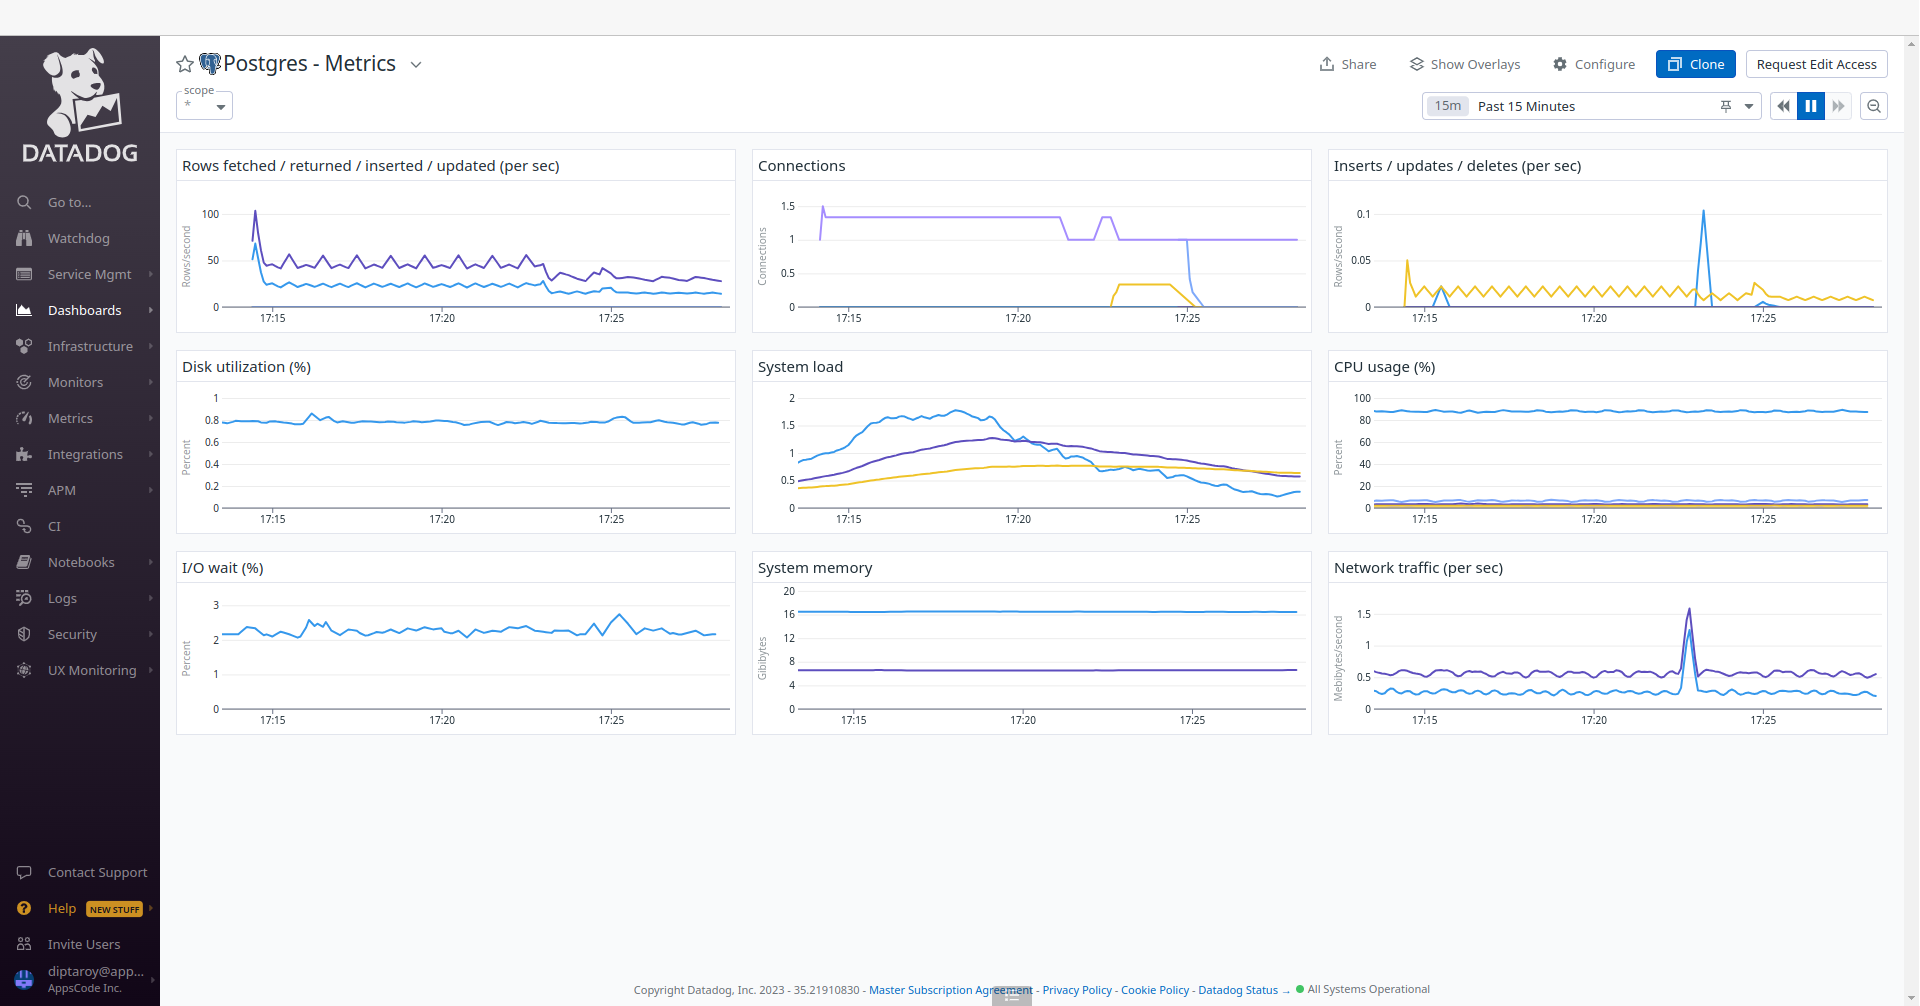 DATADOG
Go to...
Watchdog
Service Mgmt
Dashboards
Infrastructure
Monitors
Metrics
Integrations
APM
CI
Notebooks
Logs
Security
UX Monitoring
Contact Support
Help NEW STUFF
Invite Users
diptaroy@app...
AppsCode Inc.
Postgres - Metrics
Share
Show Overlays
Configure
Clone
Request Edit Access
scope
*
15m Past 15 Minutes
Rows fetched / returned / inserted / updated (per sec)
Rows/second
100
50
0
17:15 17:20 17:25
Connections
Connections
1.5
1
0.5
0
17:15 17:20 17:25
Inserts / updates / deletes (per sec)
Rows/second
0.1
0.05
0
17:15 17:20 17:25
Disk utilization (%)
Percent
1
0.8
0.6
0.4
0.2
0
17:15 17:20 17:25
System load
2
1.5
1
0.5
0
17:15 17:20 17:25
CPU usage (%)
Percent
100
80
60
40
20
0
17:15 17:20 17:25
I/O wait (%)
Percent
3
2
1
0
17:15 17:20 17:25
System memory
Gibibytes
20
16
12
8
4
0
17:15 17:20 17:25
Network traffic (per sec)
Mebibytes/second
1.5
1
0.5
0
17:15 17:20 17:25
Copyright Datadog, Inc. 2023 - 35.21910830 - Master Subscription Agreement - Privacy Policy - Cookie Policy - Datadog Status → All Systems Operational